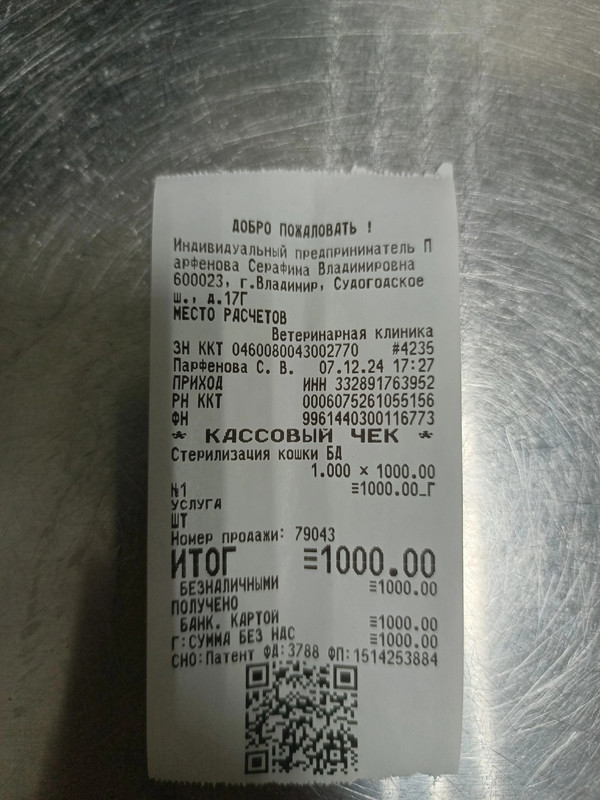 ДОБРО ПОЖАЛОВАТЬ !
Индивидуальный предприниматель П
арфенова Серафима Владимировна
600023, г.Владимир, Судогодское
ш., д.17Г
МЕСТО РАСЧЕТОВ
Ветеринарная клиника
ЗН ККТ 0460080043002770 #4235
Парфенова С. В. 07.12.24 17:27
ПРИХОД ИНН 332891763952
РН ККТ 0006075261055156
ФН 9961440300116773
* КАССОВЫЙ ЧЕК *
Стерилизация кошки БД
1.000 × 1000.00
№1 ≡1000.00_Г
УСЛУГА
ШТ
Номер продажи: 79043
ИТОГ ≡1000.00
БЕЗНАЛИЧНЫМИ ≡1000.00
ПОЛУЧЕНО
БАНК. КАРТОЙ ≡1000.00
Г:СУММА БЕЗ НДС ≡1000.00
СНО:Патент ФД:3788 ФП:1514253884